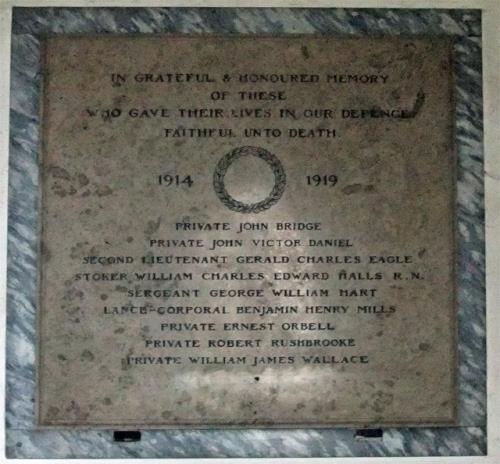 IN GRATEFUL & HONOURED MEMORY
OF THESE
WHO GAVE THEIR LIVES IN OUR DEFENCE.
FAITHFUL UNTO DEATH.
1914 1919
PRIVATE JOHN BRIDGE
PRIVATE JOHN VICTOR DANIEL
SECOND LIEUTENANT GERALD CHARLES EAGLE
STOKER WILLIAM CHARLES EDWARD HALLS R.N.
SERGEANT GEORGE WILLIAM HART
LANCE-CORPORAL BENJAMIN HENRY MILLS
PRIVATE ERNEST ORBELL
PRIVATE ROBERT RUSHBROOKE
PRIVATE WILLIAM JAMES WALLACE